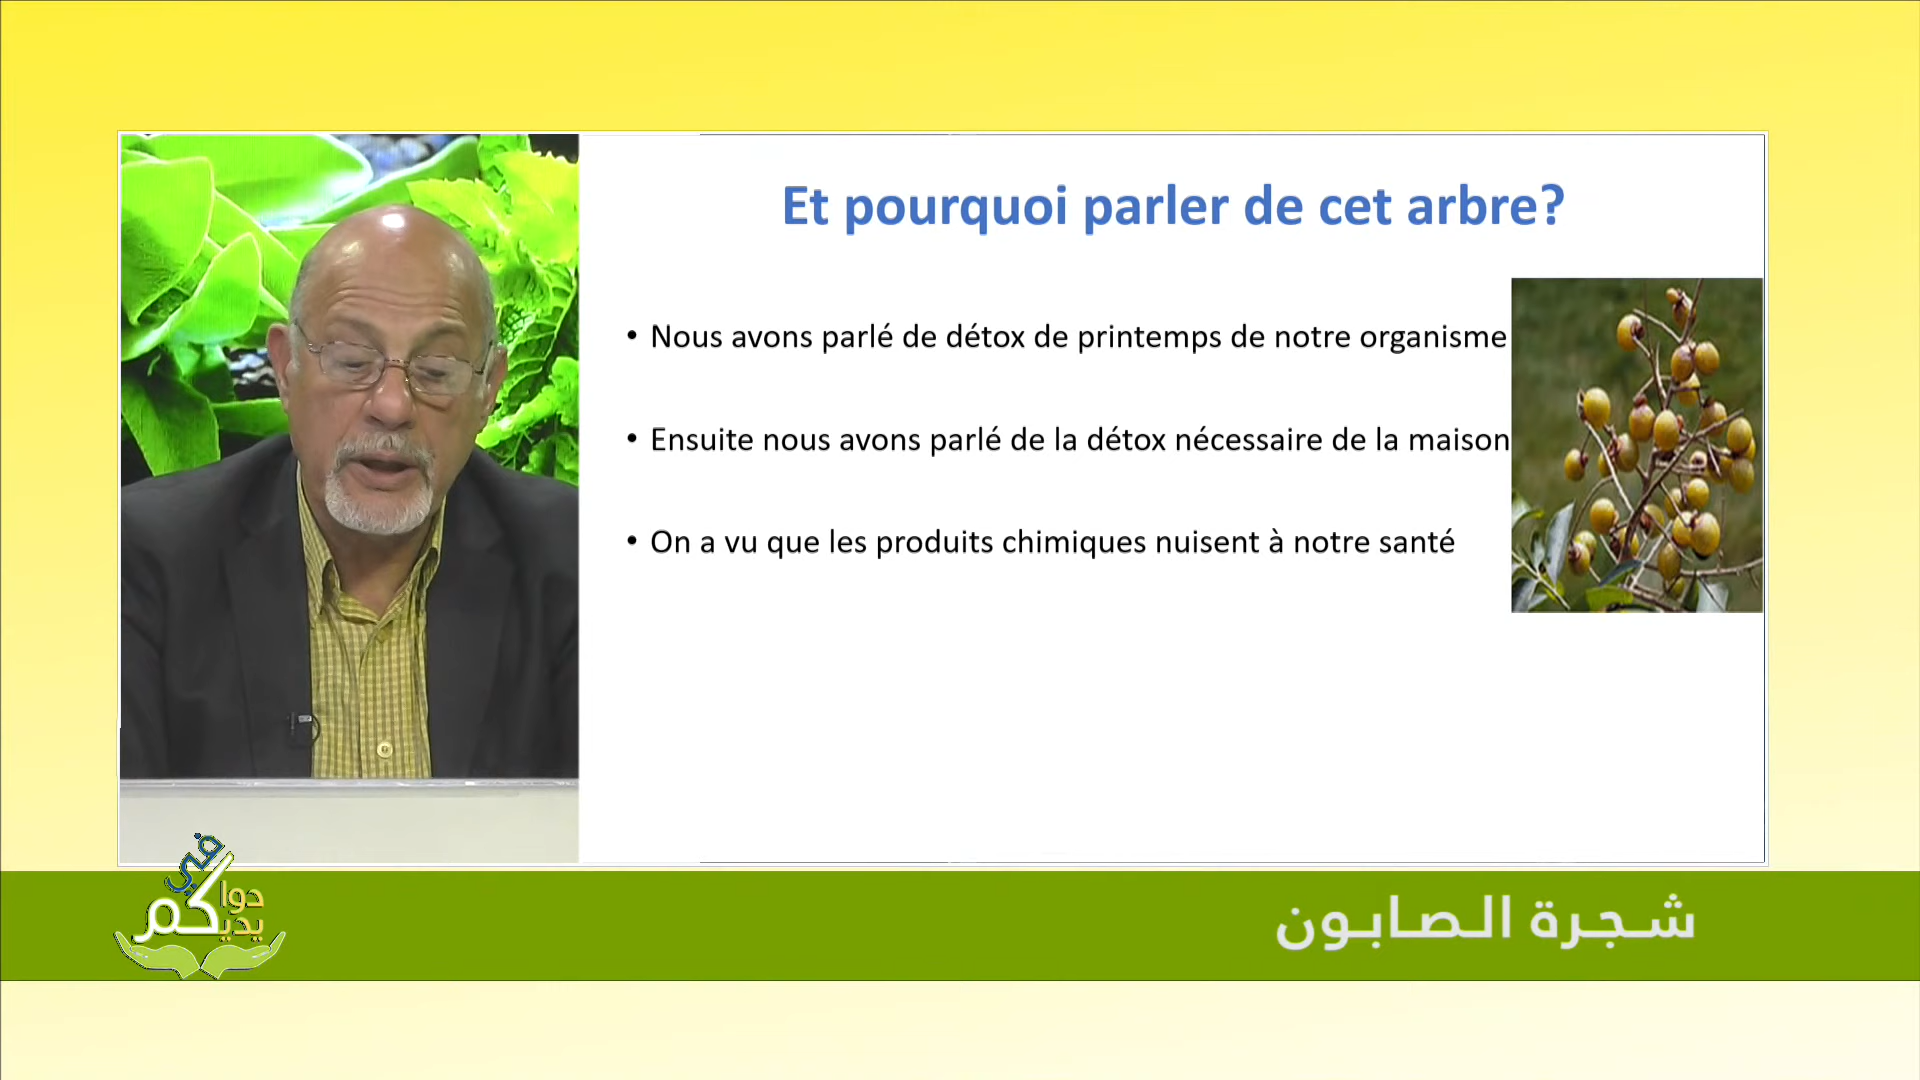 Et pourquoi parler de cet arbre?
• Nous avons parlé de détox de printemps de notre organisme
• Ensuite nous avons parlé de la détox nécessaire de la maison
• On a vu que les produits chimiques nuisent à notre santé
في
دوا
يديكم
شجرة الصابون